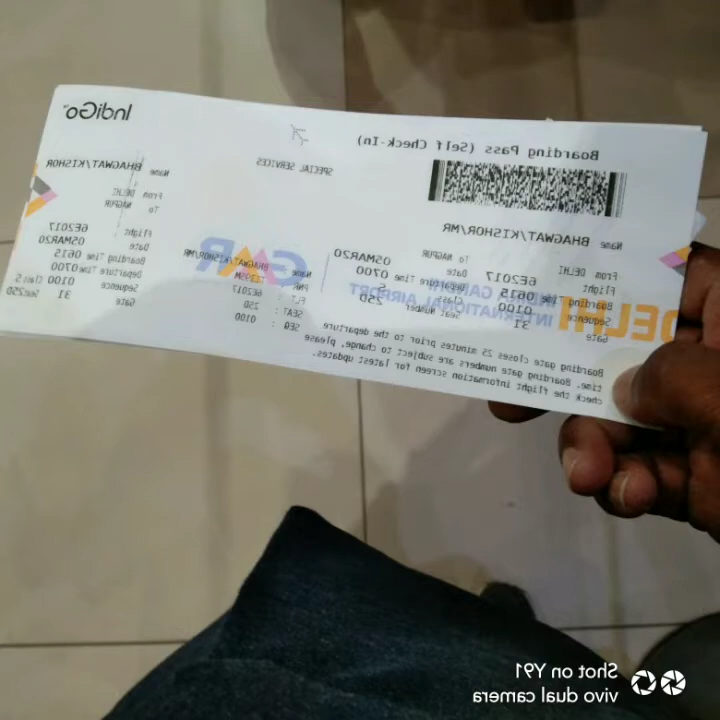 Boarding Pass (Self Check-In)
Name BHAGWAT/KISHOR/MR
From DELHI To NAGPUR
Flight Date
6E2017 05MAR20
Boarding Time Departure Time
0615 0700
Sequence Class
0100 S
Gate Seat Number
31 25D
Boarding gate closes 25 minutes prior to the departure
time. Boarding gate numbers are subject to change, please
check the flight information screen for latest updates.
DELHI
INTERNATIONAL AIRPORT
GMR
SPECIAL SERVICES
Name BHAGWAT/KISHOR/MR
PNR :
FLT : 6E2017
SEAT : 25D
SEQ : 0100
IndiGo
Name BHAGWAT/KISHOR
From DELHI
To NAGPUR
Flight
6E2017
Date
05MAR20
Boarding Time
0615
Departure Time
0700
Sequence Class S
0100
Gate Seat 25D
31
Shot on Y91
vivo dual camera